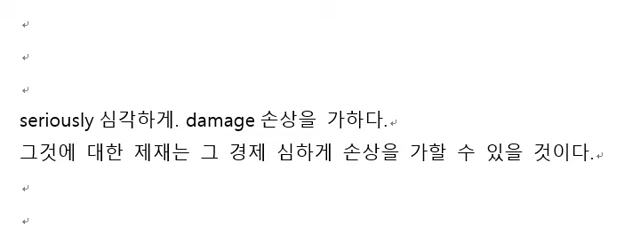 seriously 심각하게. damage 손상을 가하다.
그것에 대한 제재는 그 경제 심하게 손상을 가할 수 있을 것이다.